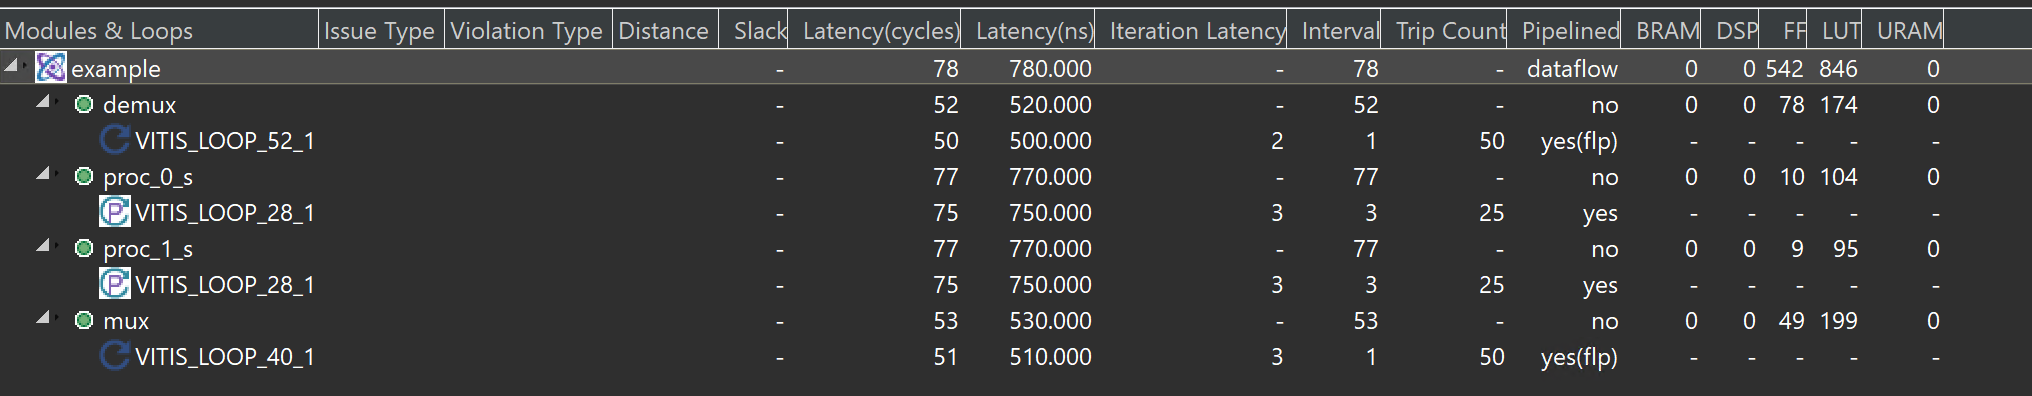 Modules & Loops Issue Type Violation Type Distance Slack Latency(cycles) Latency(ns) Iteration Latency Interval Trip Count Pipelined BRAM DSP FF LUT URAM
example - 78 780.000 - 78 - dataflow 0 0 542 846 0
demux - 52 520.000 - 52 - no 0 0 78 174 0
VITIS_LOOP_52_1 - 50 500.000 2 1 50 yes(flp) - - - - -
proc_0_s - 77 770.000 - 77 - no 0 0 10 104 0
VITIS_LOOP_28_1 - 75 750.000 3 3 25 yes - - - - -
proc_1_s - 77 770.000 - 77 - no 0 0 9 95 0
VITIS_LOOP_28_1 - 75 750.000 3 3 25 yes - - - - -
mux - 53 530.000 - 53 - no 0 0 49 199 0
VITIS_LOOP_40_1 - 51 510.000 3 1 50 yes(flp) - - - - -